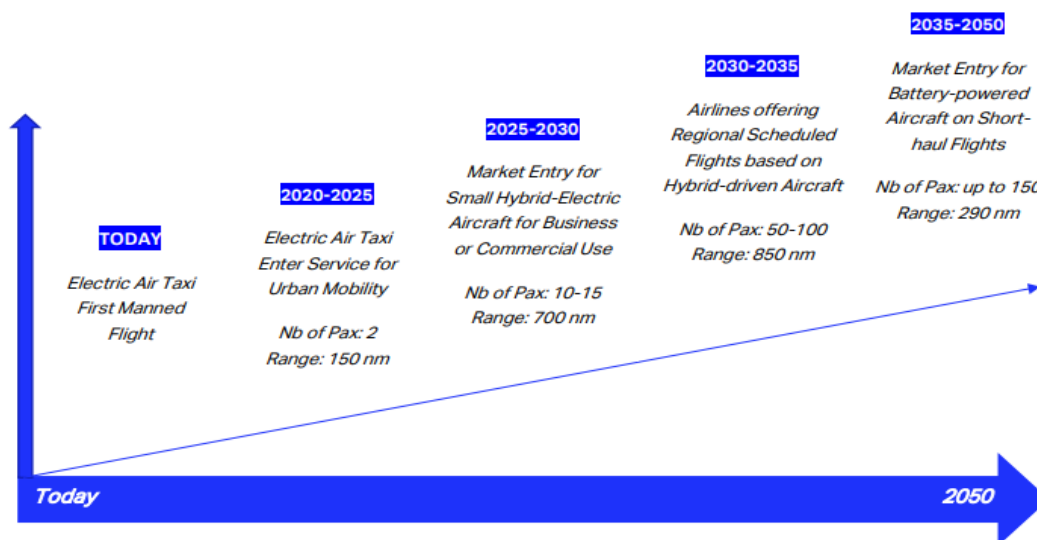 TODAY
Electric Air Taxi
First Manned
Flight
2020-2025
Electric Air Taxi
Enter Service for
Urban Mobility
Nb of Pax: 2
Range: 150 nm
2025-2030
Market Entry for
Small Hybrid-Electric
Aircraft for Business
or Commercial Use
Nb of Pax: 10-15
Range: 700 nm
2030-2035
Airlines offering
Regional Scheduled
Flights based on
Hybrid-driven Aircraft
Nb of Pax: 50-100
Range: 850 nm
2035-2050
Market Entry for
Battery-powered
Aircraft on Short-
haul Flights
Nb of Pax: up to 150
Range: 290 nm
Today
2050